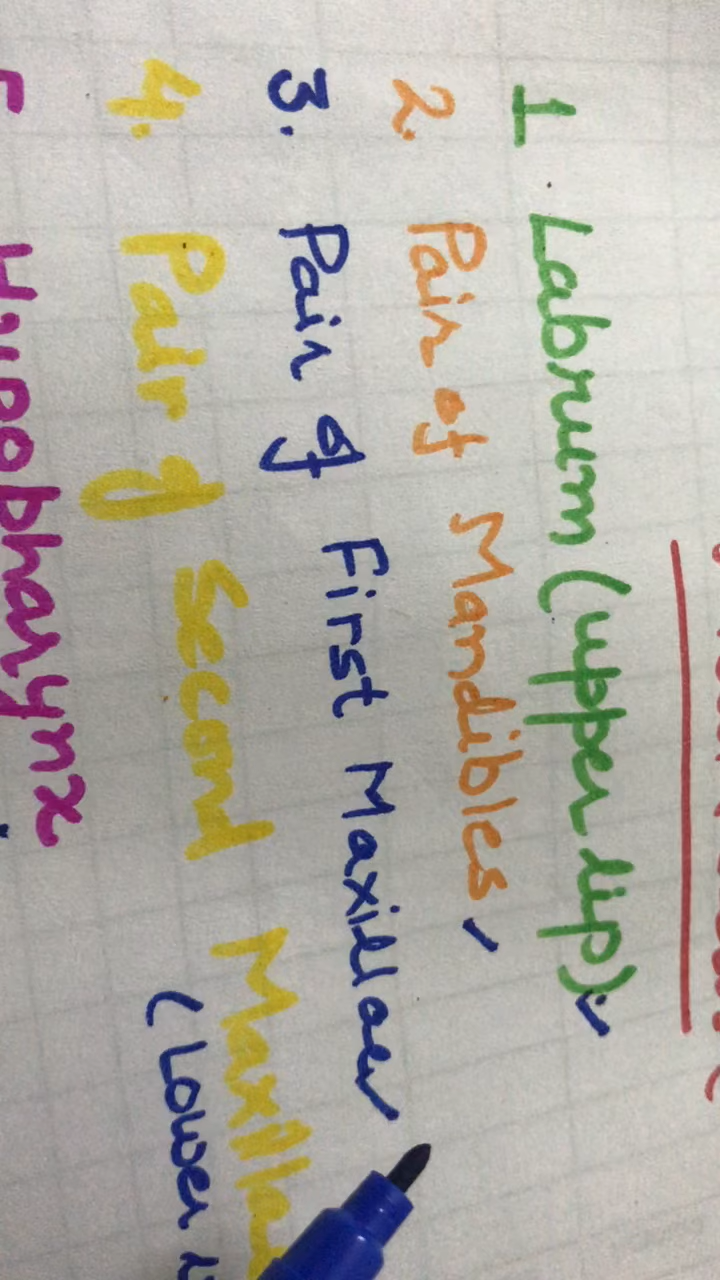 1. Labrum (upper lip)
2. Pair of Mandibles
3. Pair of First Maxillae
4. Pair of Second
(Lower
Hypopharynx